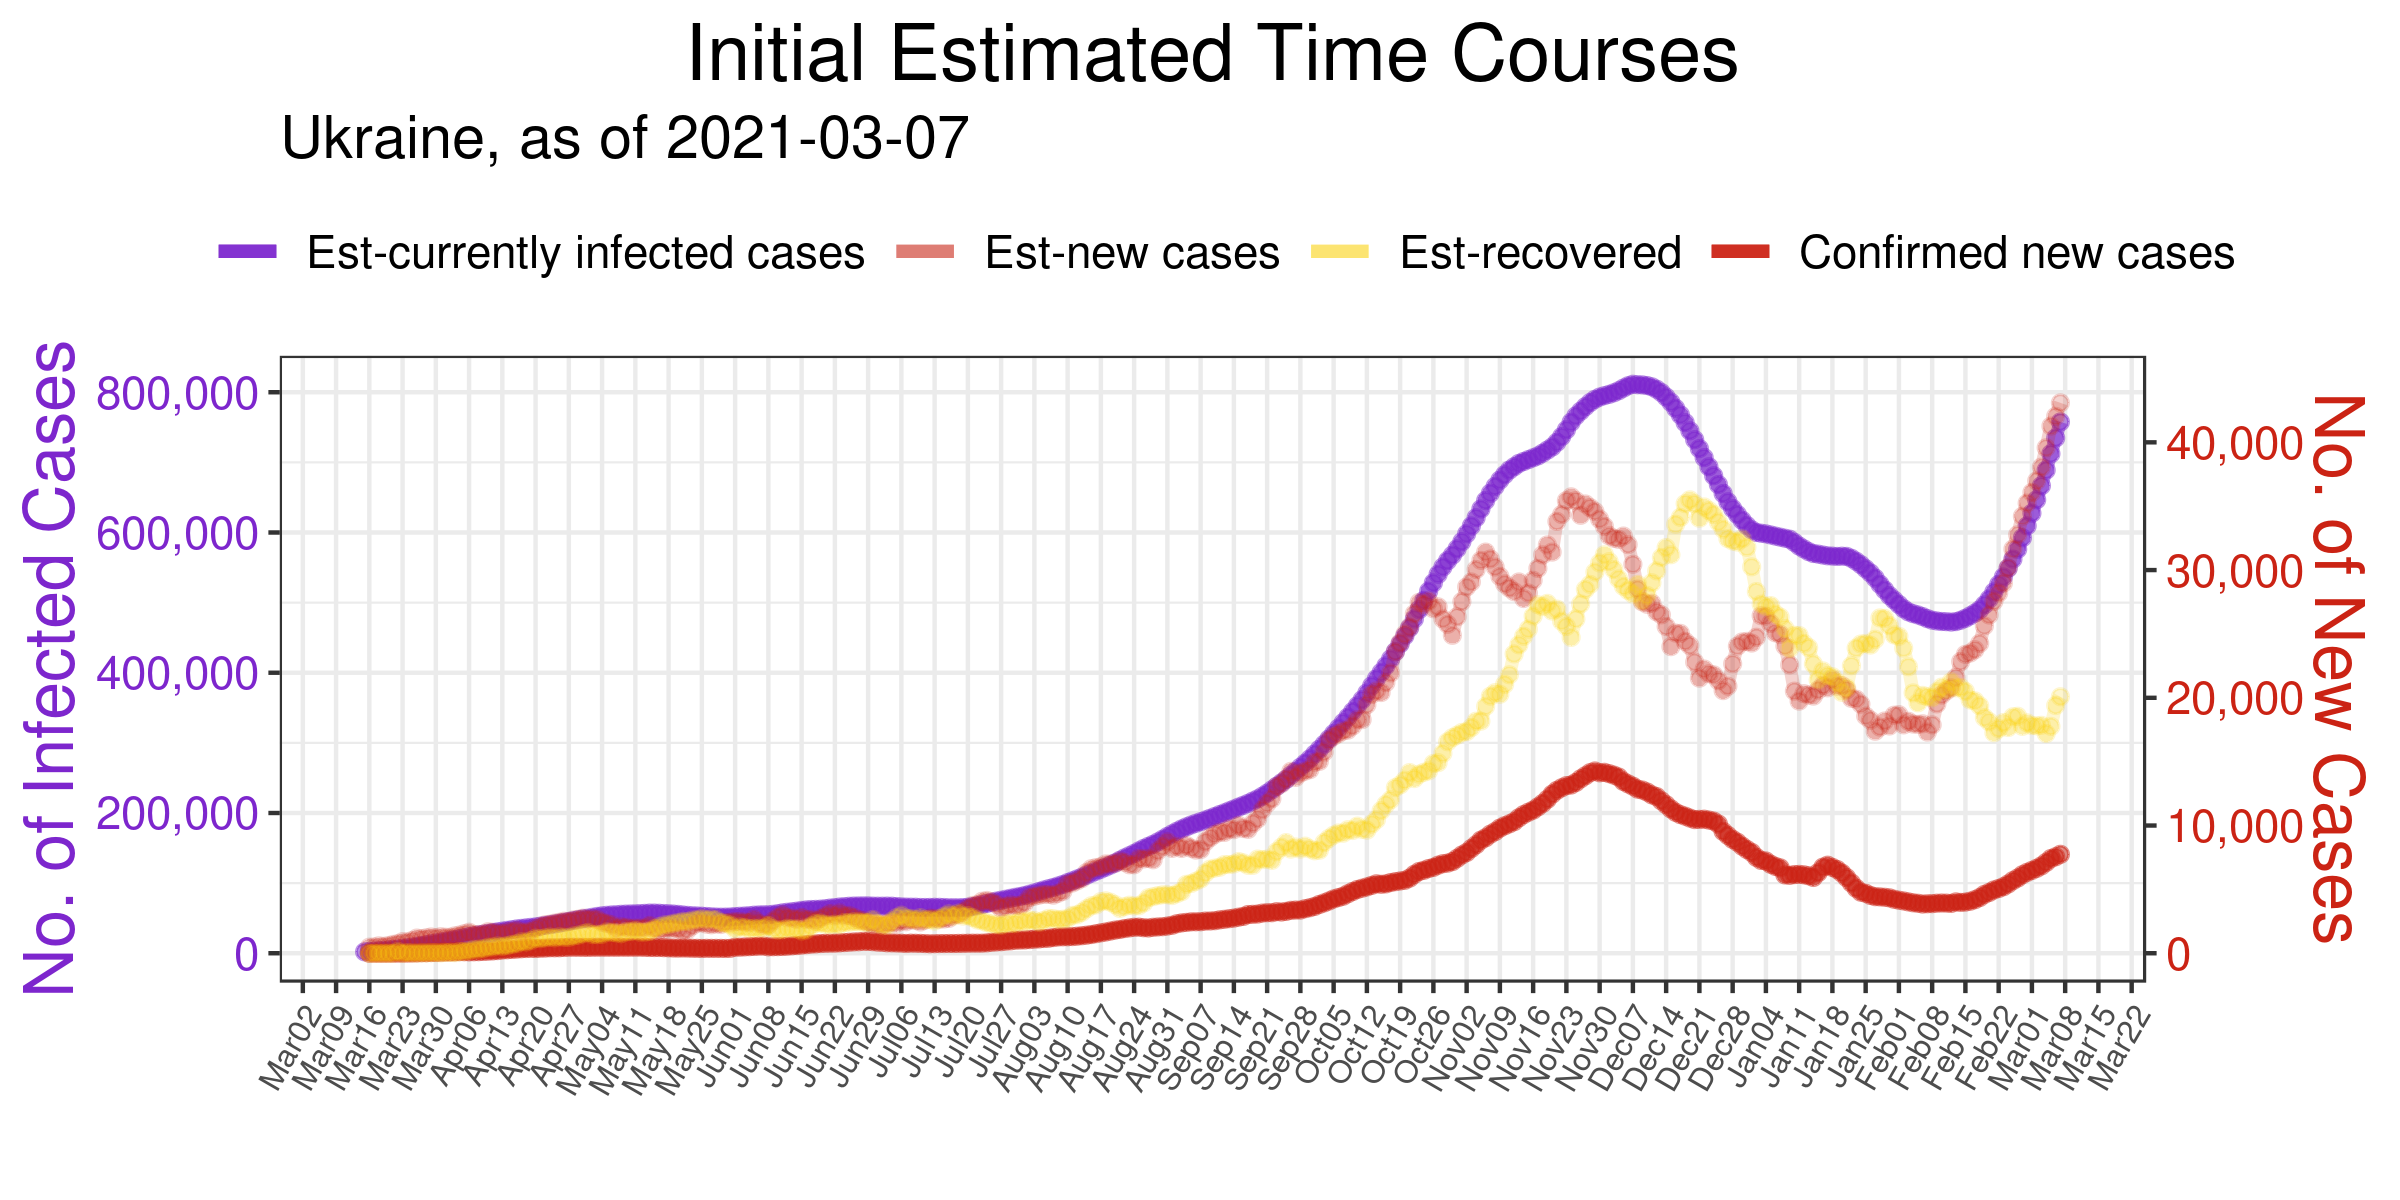 Initial Estimated Time Courses
Ukraine, as of 2021-03-07
Est-currently infected cases
Est-new cases
Est-recovered
Confirmed new cases
No. of Infected Cases
800,000
600,000
400,000
200,000
0
40,000
30,000
20,000
10,000
0
No. of New Cases
Mar02
Mar09
Mar16
Mar23
Mar30
Apr06
Apr13
Apr20
Apr27
May04
May11
May18
May25
Jun01
Jun08
Jun15
Jun22
Jun29
Jul06
Jul13
Jul20
Jul27
Aug03
Aug10
Aug17
Aug24
Aug31
Sep07
Sep14
Sep21
Sep28
Oct05
Oct12
Oct19
Oct26
Nov02
Nov09
Nov16
Nov23
Nov30
Dec07
Dec14
Dec21
Dec28
Jan04
Jan11
Jan18
Jan25
Feb01
Feb08
Feb15
Feb22
Mar01
Mar08
Mar15
Mar22